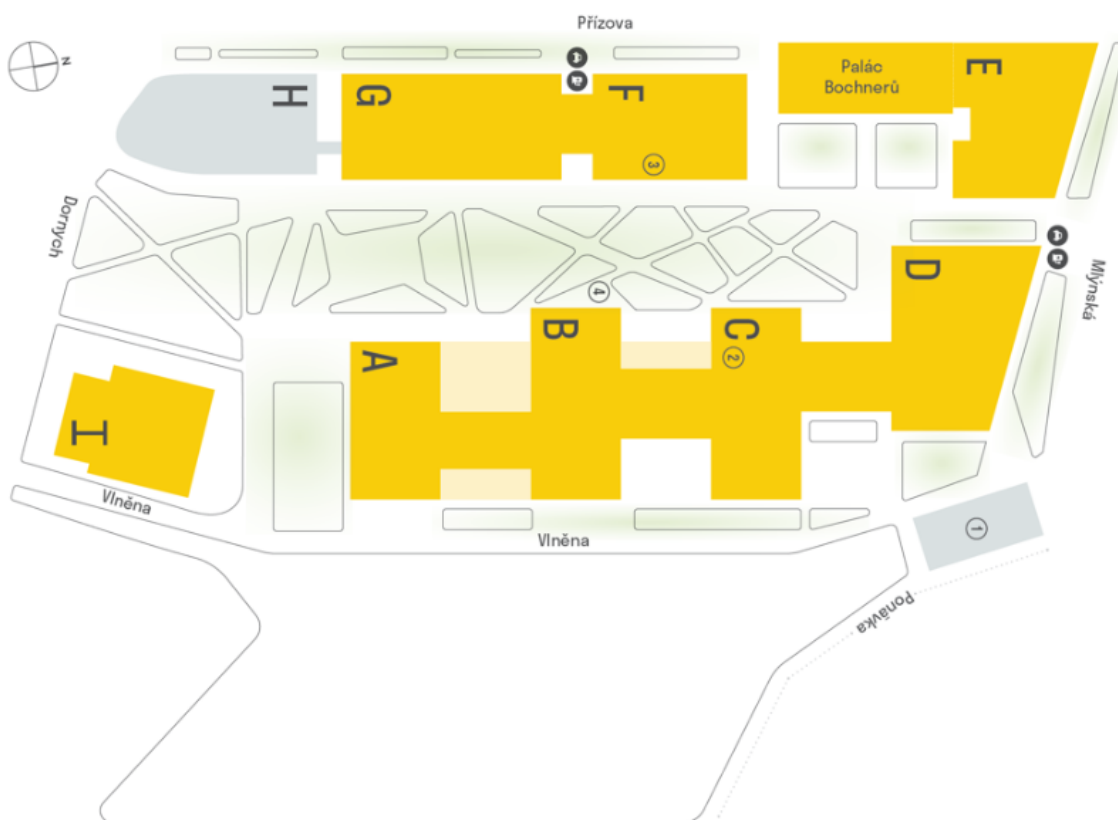 Přízova
N
Palác
Bochnerů
E
H
G
F
3
Dornych
Mlýnská
D
4
B
C
2
A
I
Vlněna
Vlněna
1
Ponávka